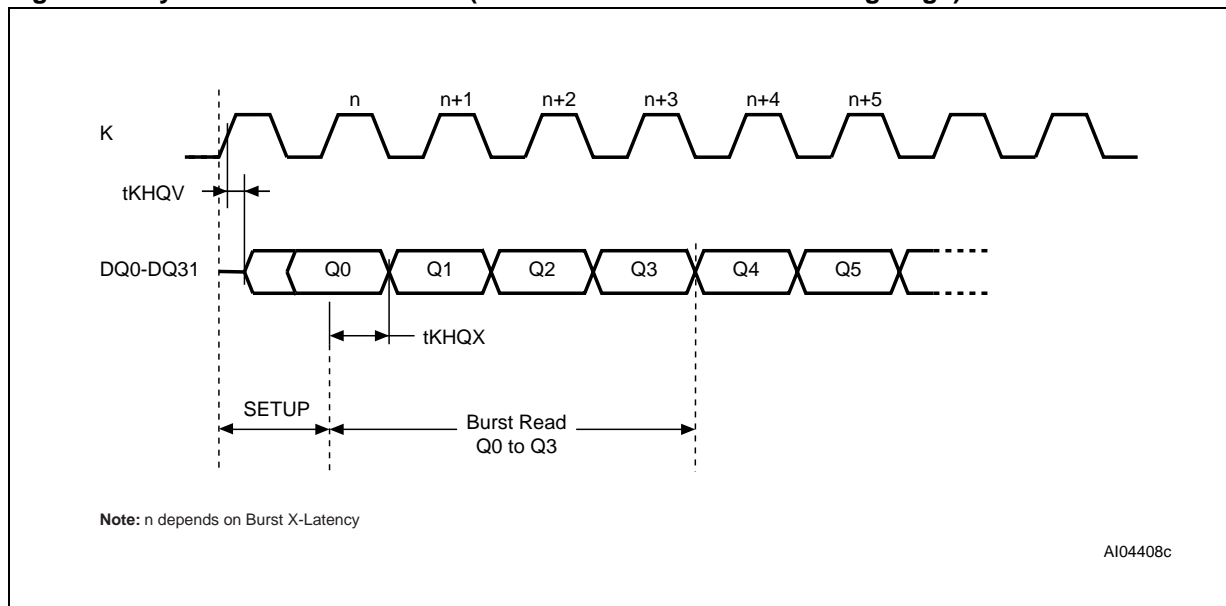 n n+1 n+2 n+3 n+4 n+5
K
tKHQV
DQ0-DQ31 Q0 Q1 Q2 Q3 Q4 Q5
tKHQX
SETUP
Burst Read
Q0 to Q3
Note: n depends on Burst X-Latency
AI04408c